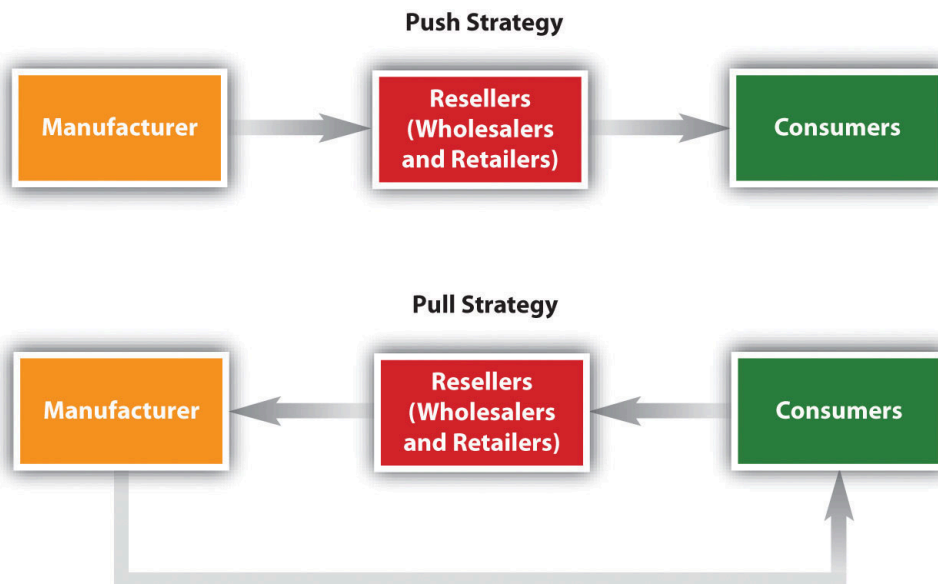 Push Strategy
Manufacturer
Resellers
(Wholesalers
and Retailers)
Consumers
Pull Strategy
Manufacturer
Resellers
(Wholesalers
and Retailers)
Consumers